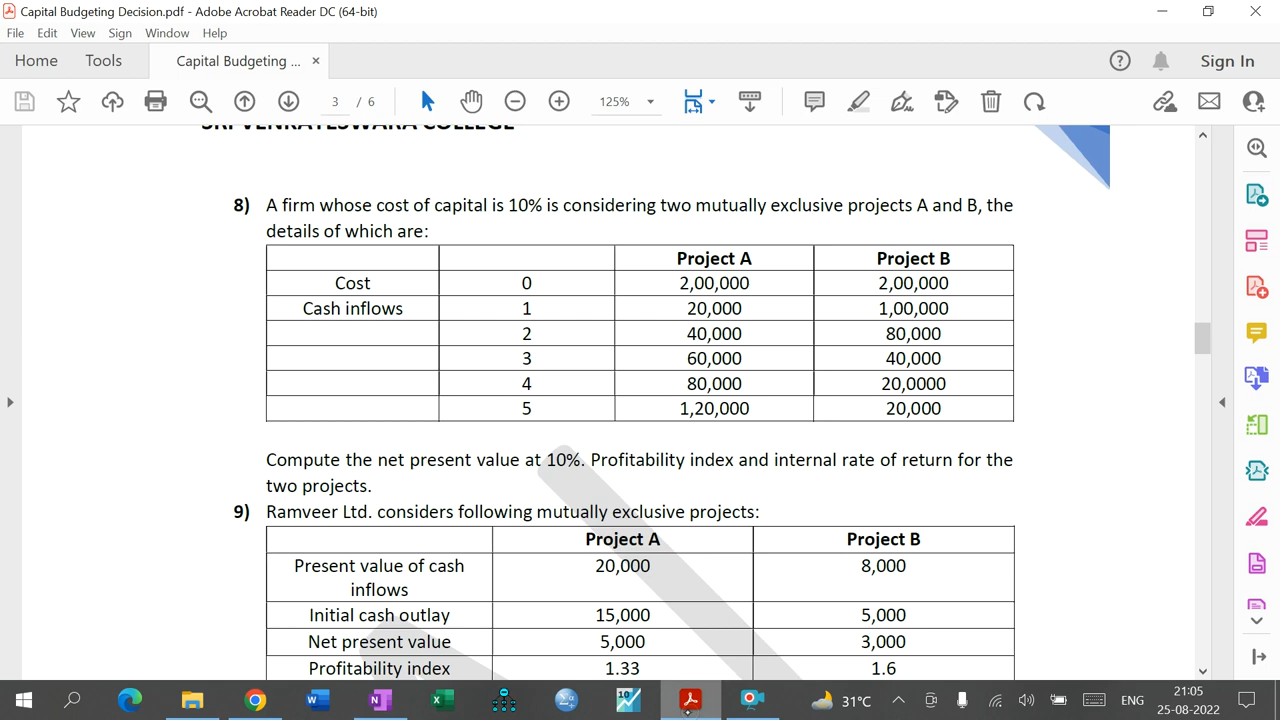 Capital Budgeting Decision.pdf - Adobe Acrobat Reader DC (64-bit)
File Edit View Sign Window Help
Home Tools Capital Budgeting ... × Sign In
3 / 6 125%
SRI VENKATESWARA COLLEGE
8) A firm whose cost of capital is 10% is considering two mutually exclusive projects A and B, the
details of which are:
Project A Project B
Cost 0 2,00,000 2,00,000
Cash inflows 1 20,000 1,00,000
2 40,000 80,000
3 60,000 40,000
4 80,000 20,0000
5 1,20,000 20,000
Compute the net present value at 10%. Profitability index and internal rate of return for the
two projects.
9) Ramveer Ltd. considers following mutually exclusive projects:
Project A Project B
Present value of cash 20,000 8,000
inflows
Initial cash outlay 15,000 5,000
Net present value 5,000 3,000
Profitability index 1.33 1.6
31°C ENG 21:05
25-08-2022